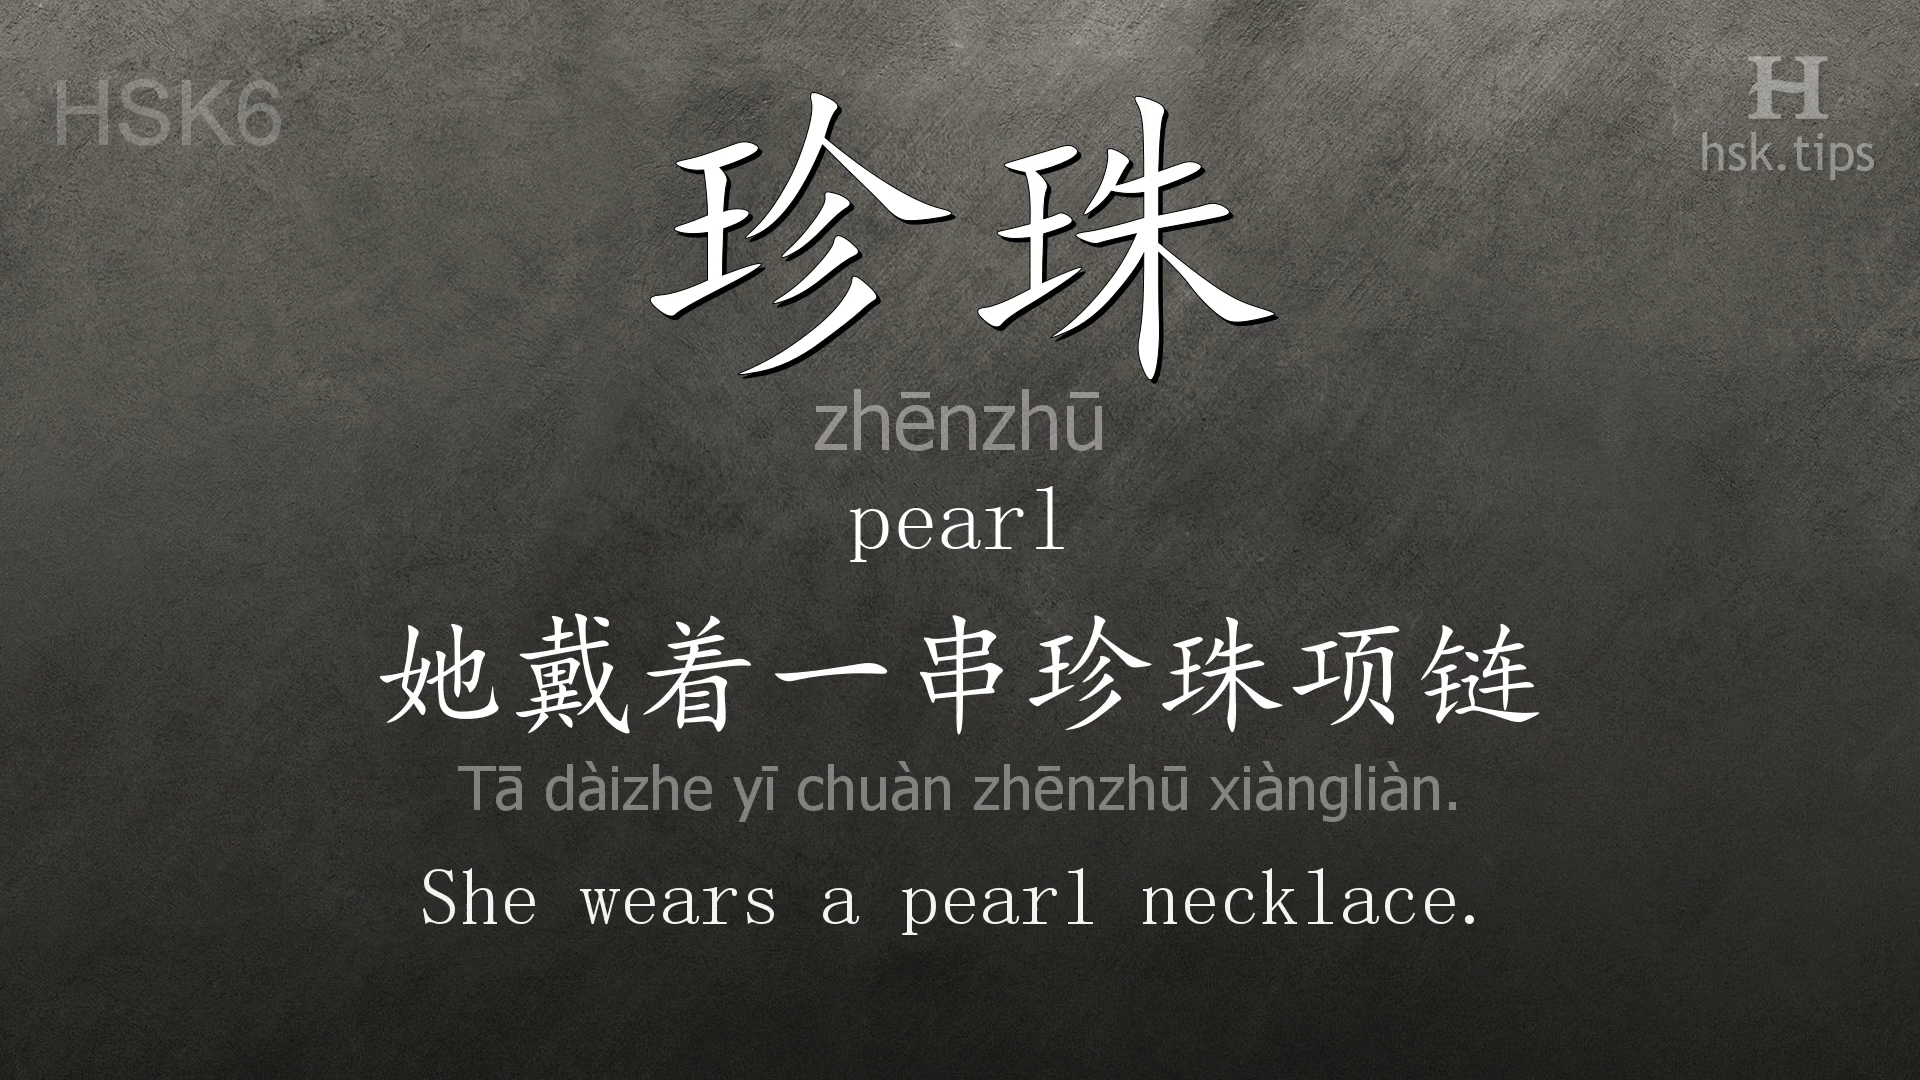 HSK6
H
hsk.tips
珍珠
zhēnzhū
pearl
她戴着一串珍珠项链
Tā dàizhe yī chuàn zhēnzhū xiàngliàn.
She wears a pearl necklace.